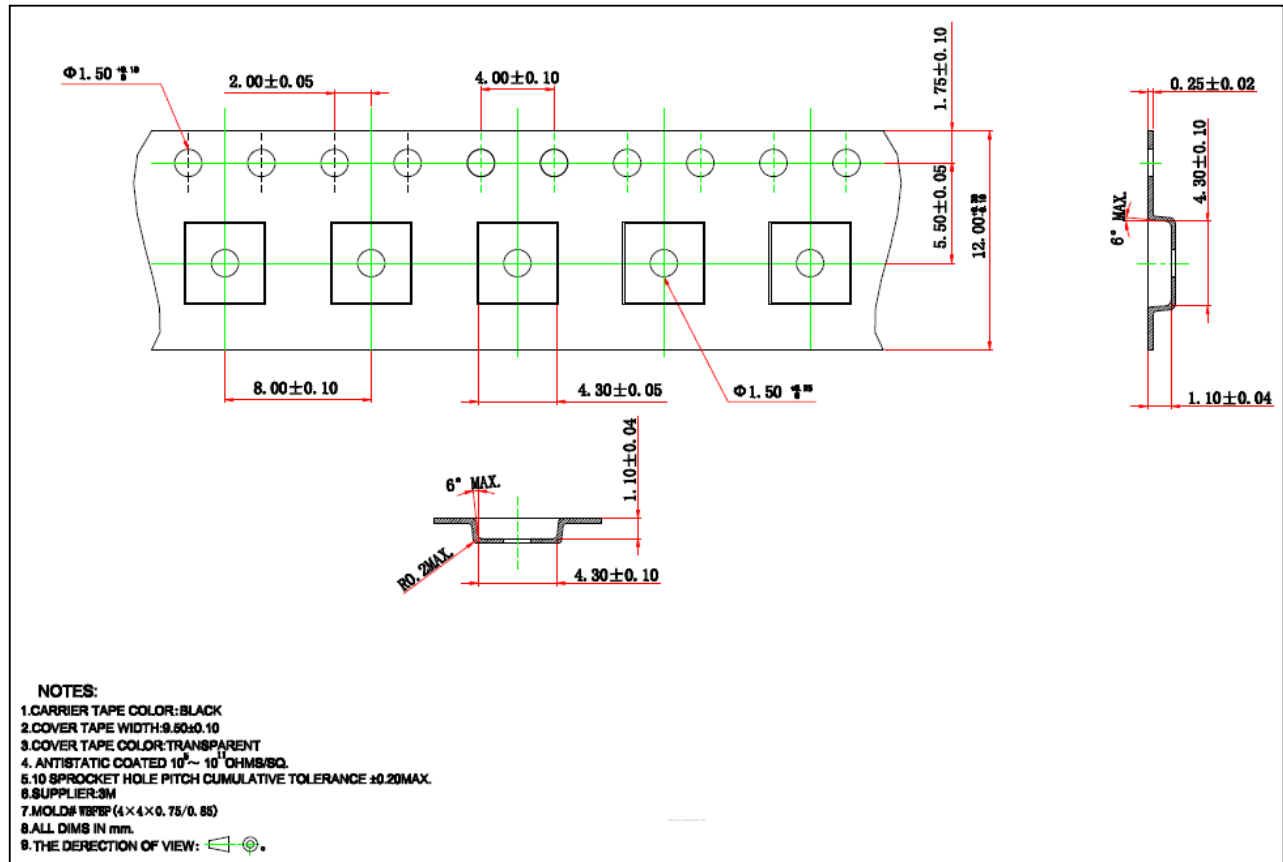 Φ1.50 +0.10 0
2.00±0.05
4.00±0.10
1.75±0.10
0.25±0.02
5.50±0.05
12.00
4.30±0.10
6° MAX.
8.00±0.10
4.30±0.05
Φ1.50
1.10±0.04
6° MAX.
1.10±0.04
R0.2MAX.
4.30±0.10
NOTES:
1.CARRIER TAPE COLOR:BLACK
2.COVER TAPE WIDTH:9.50±0.10
3.COVER TAPE COLOR:TRANSPARENT
4. ANTISTATIC COATED ~ 10¹¹ OHMS/SQ.
5.10 SPROCKET HOLE PITCH CUMULATIVE TOLERANCE ±0.20MAX.
6.SUPPLIER:3M
7.MOLD# (4×4×0.75/0.85)
8.ALL DIMS IN mm.
9.THE DERECTION OF VIEW: